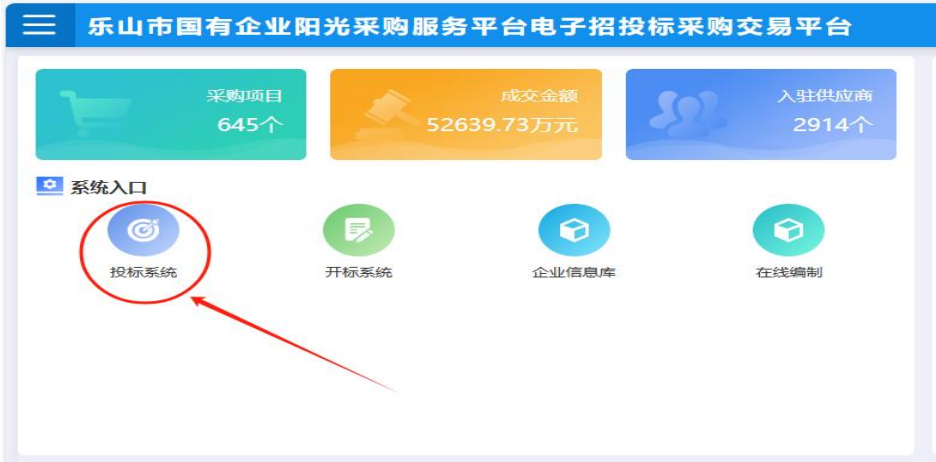 乐山市国有企业阳光采购服务平台电子招投标采购交易平台
采购项目
645个
成交金额
52639.73万元
入驻供应商
2914个
系统入口
投标系统
开标系统
企业信息库
在线编制